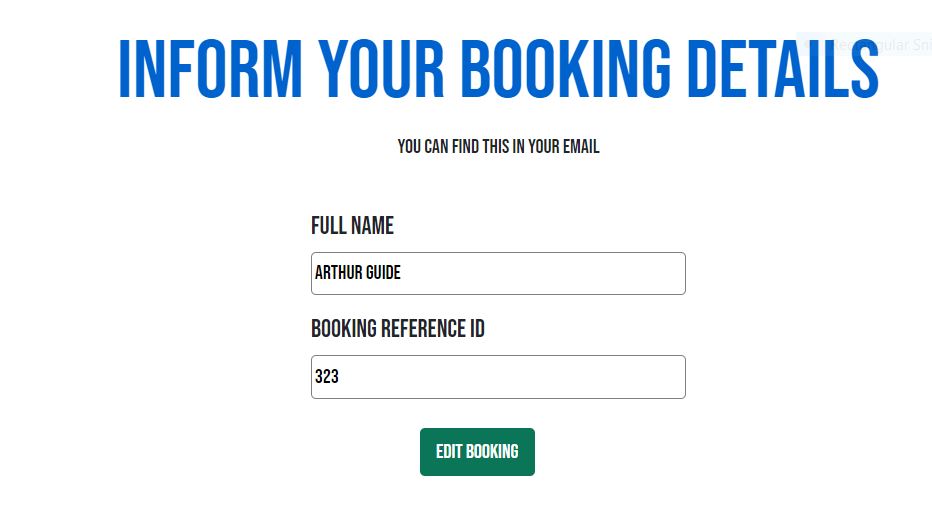 INFORM YOUR BOOKING DETAILS
YOU CAN FIND THIS IN YOUR EMAIL
FULL NAME
ARTHUR GUIDE
BOOKING REFERENCE ID
323
EDIT BOOKING